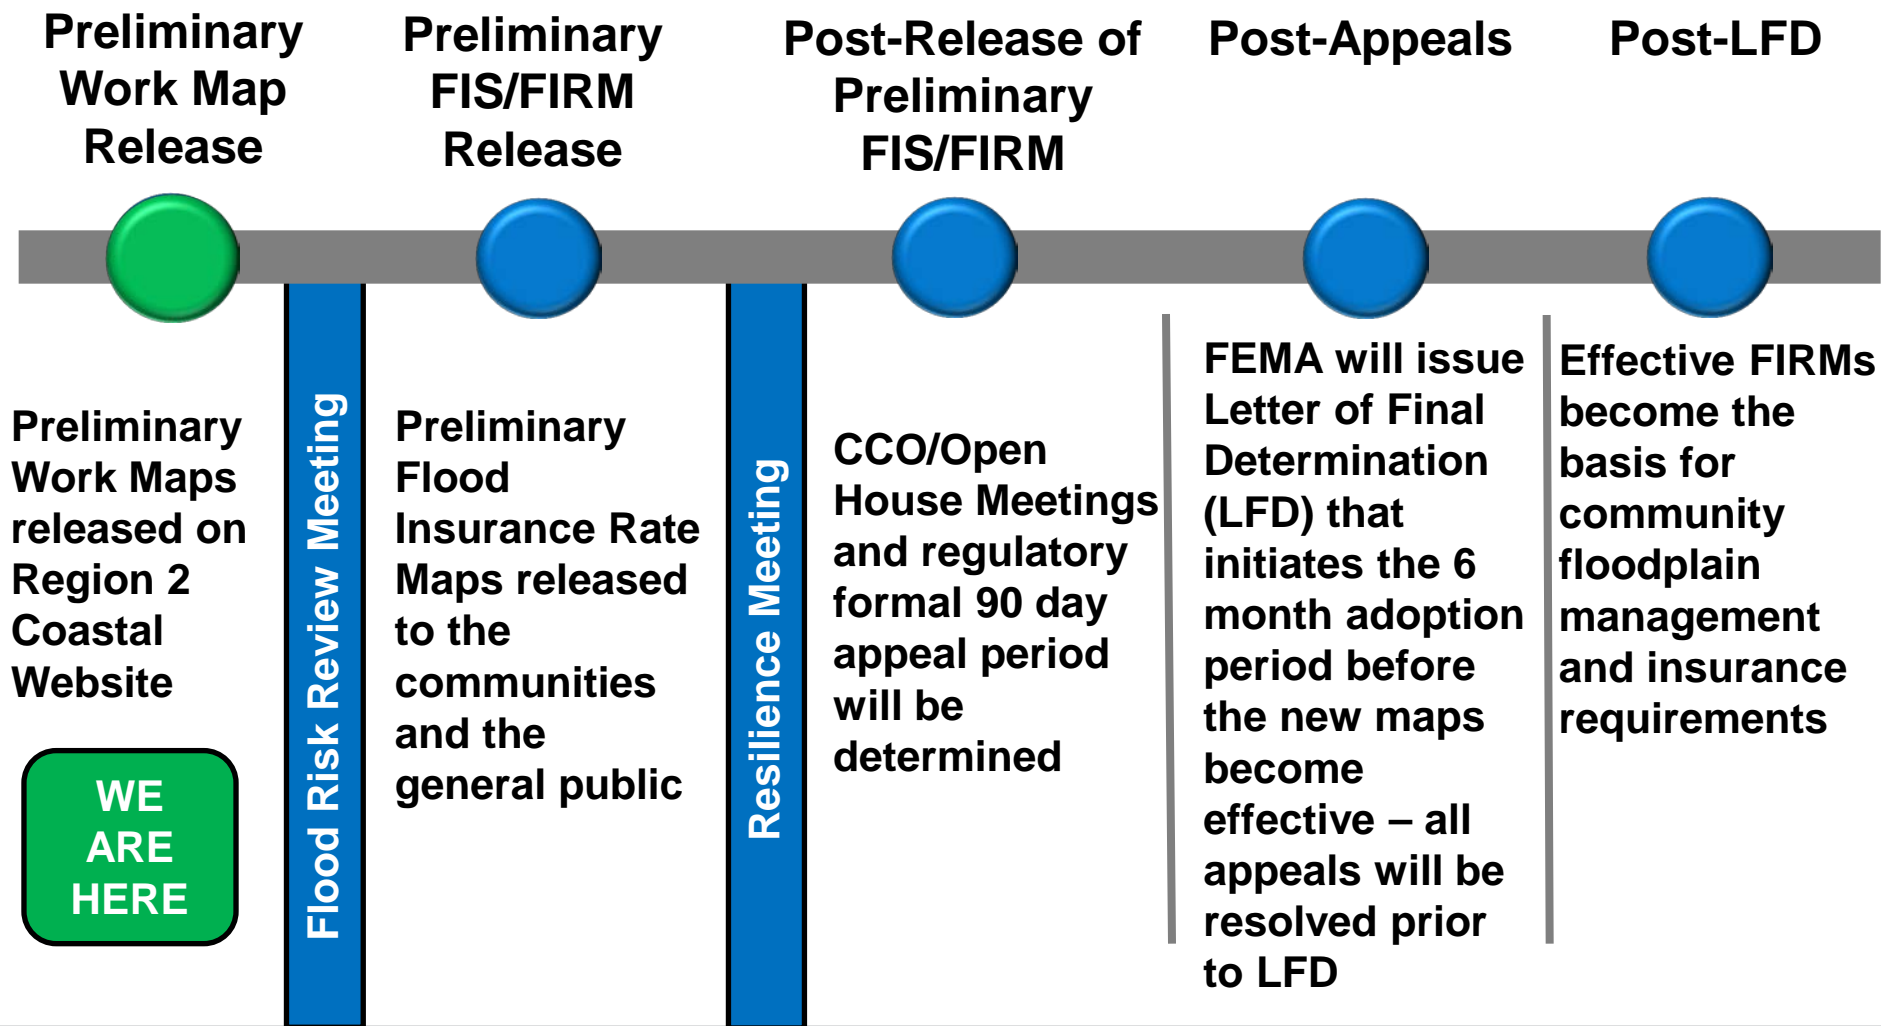 Preliminary
Work Map
Release
Preliminary
FIS/FIRM
Release
Post-Release of
Preliminary
FIS/FIRM
Post-Appeals
Post-LFD
Preliminary
Work Maps
released on
Region 2
Coastal
Website
WE
ARE
HERE
Flood Risk Review Meeting
Preliminary
Flood
Insurance Rate
Maps released
to the
communities
and the
general public
Resilience Meeting
CCO/Open
House Meetings
and regulatory
formal 90 day
appeal period
will be
determined
FEMA will issue
Letter of Final
Determination
(LFD) that
initiates the 6
month adoption
period before
the new maps
become
effective – all
appeals will be
resolved prior
to LFD
Effective FIRMs
become the
basis for
community
floodplain
management
and insurance
requirements